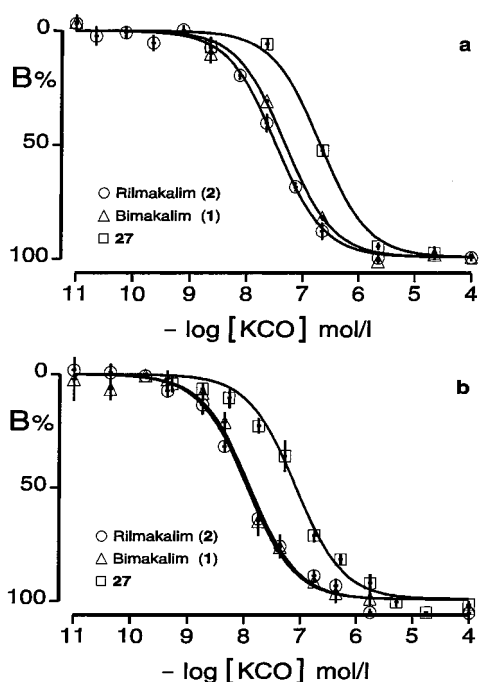 a
0
B%
50
100
○ Rilmakalim (2)
△ Bimakalim (1)
□ 27
11 10 9 8 7 6 5 4
– log [KCO] mol/l
b
0
B%
50
100
○ Rilmakalim (2)
△ Bimakalim (1)
□ 27
11 10 9 8 7 6 5 4
– log [KCO] mol/l